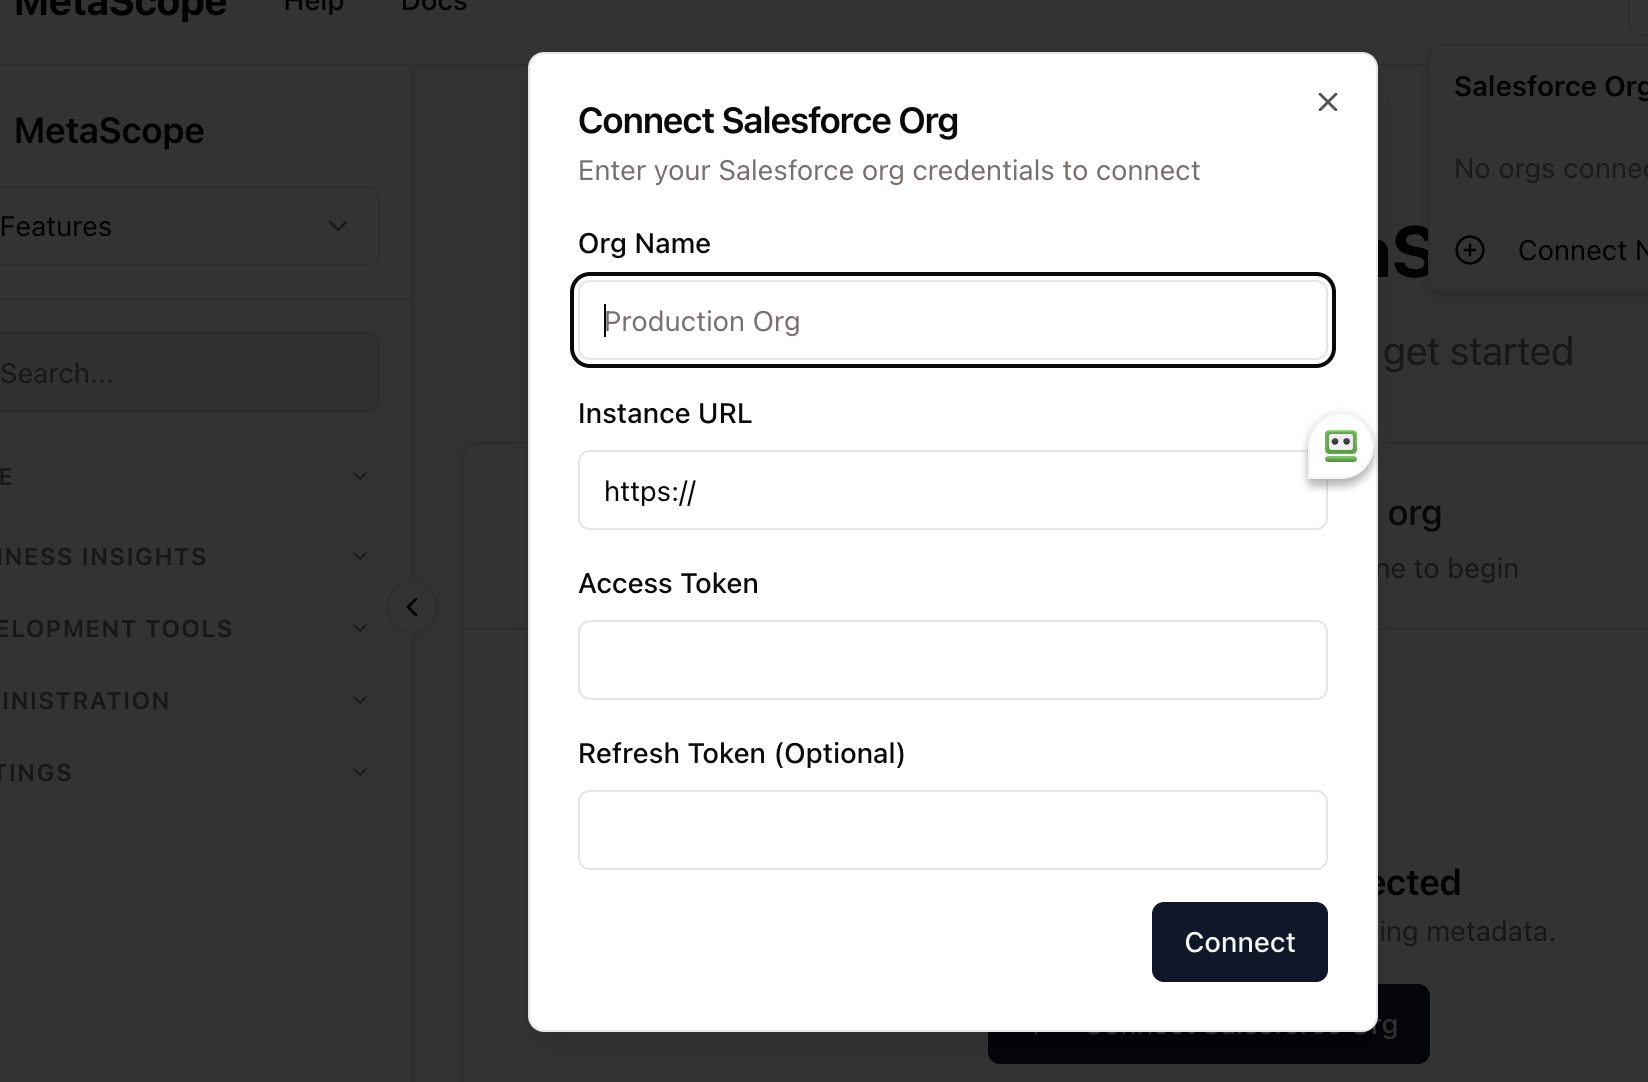 MetaScope Help Docs
MetaScope
Features
Search...
E
NESS INSIGHTS
ELOPMENT TOOLS
INISTRATION
TINGS
Connect Salesforce Org
Enter your Salesforce org credentials to connect
Org Name
Production Org
Instance URL
https://
Access Token
Refresh Token (Optional)
Connect
Salesforce Org
No orgs connec
Connect N
aS
get started
org
ne to begin
ected
ing metadata.
Connect Salesforce Org